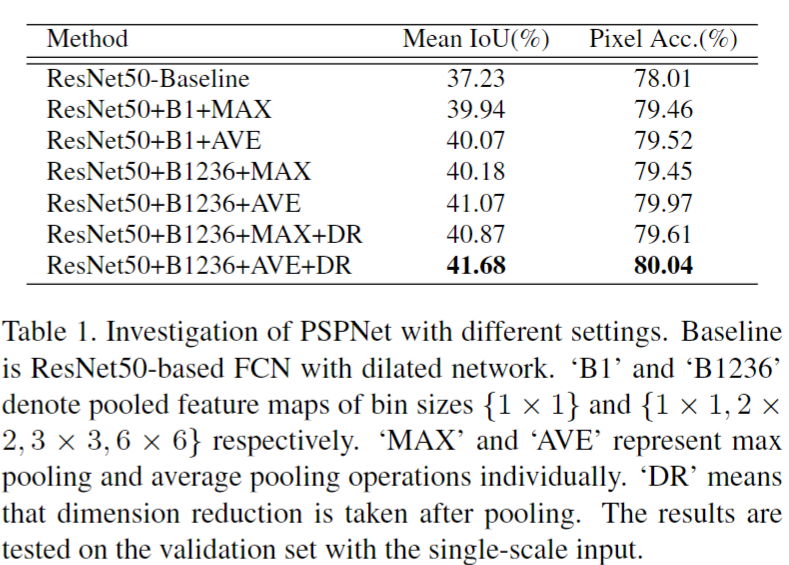 Method Mean IoU(%) Pixel Acc.(%)
ResNet50-Baseline 37.23 78.01
ResNet50+B1+MAX 39.94 79.46
ResNet50+B1+AVE 40.07 79.52
ResNet50+B1236+MAX 40.18 79.45
ResNet50+B1236+AVE 41.07 79.97
ResNet50+B1236+MAX+DR 40.87 79.61
ResNet50+B1236+AVE+DR 41.68 80.04
Table 1. Investigation of PSPNet with different settings. Baseline
is ResNet50-based FCN with dilated network. ‘B1’ and ‘B1236’
denote pooled feature maps of bin sizes {1 × 1} and {1 × 1, 2 ×
2, 3 × 3, 6 × 6} respectively. ‘MAX’ and ‘AVE’ represent max
pooling and average pooling operations individually. ‘DR’ means
that dimension reduction is taken after pooling. The results are
tested on the validation set with the single-scale input.